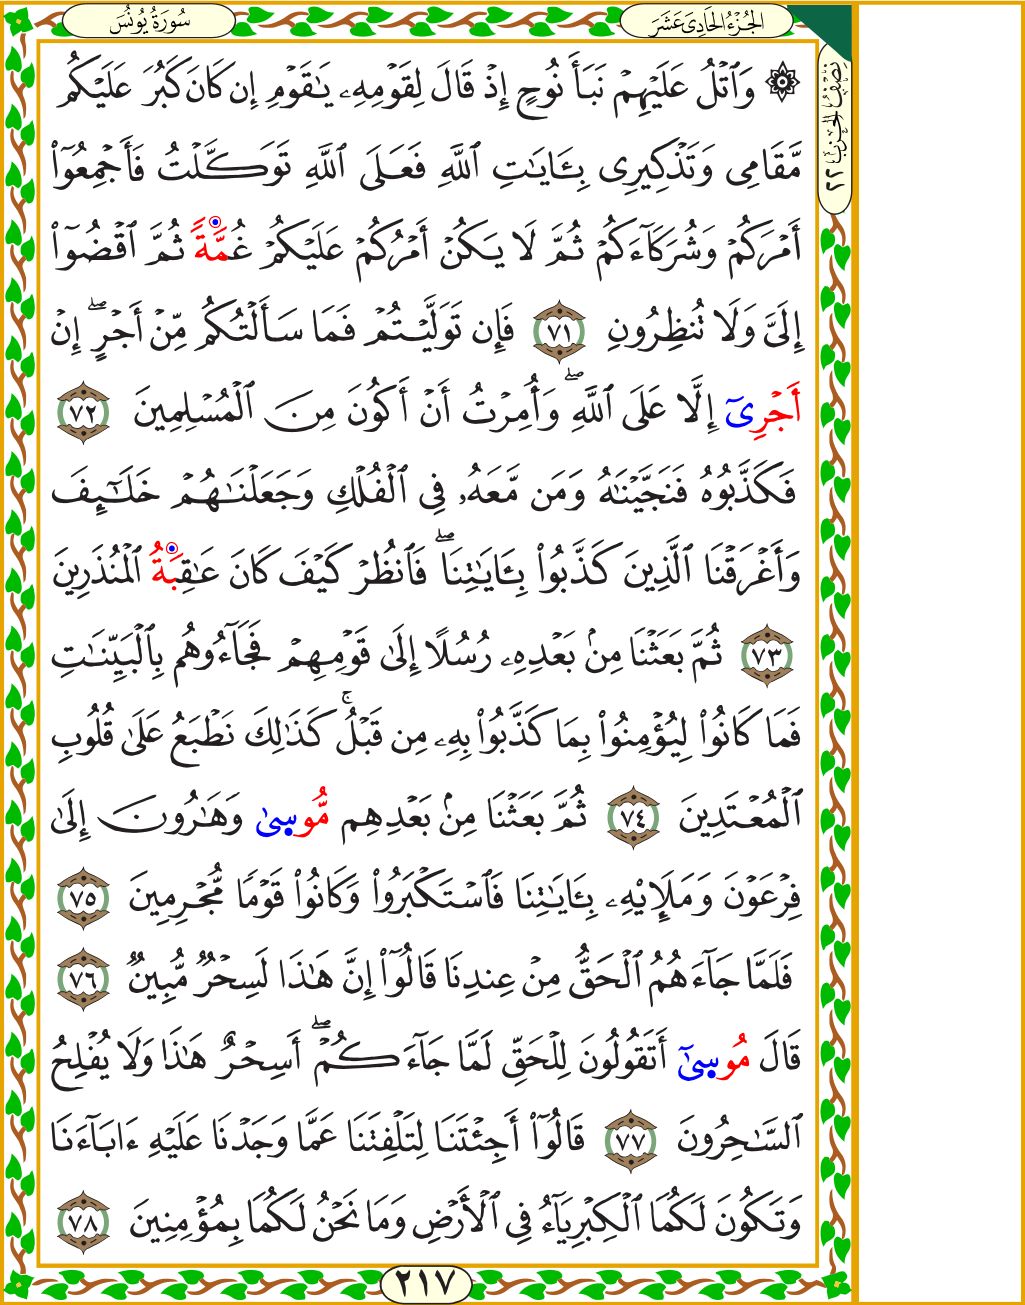 سُورَةُ يُونُسَ
الجُزْءُ الحَادِىَ عَشَرَ
نِصْفُ الحِزْبِ ٢٢
۞ وَٱتْلُ عَلَيْهِمْ نَبَأَ نُوحٍ إِذْ قَالَ لِقَوْمِهِۦ يَٰقَوْمِ إِن كَانَ كَبُرَ عَلَيْكُم
مَّقَامِى وَتَذْكِيرِى بِـَٔايَٰتِ ٱللَّهِ فَعَلَى ٱللَّهِ تَوَكَّلْتُ فَأَجْمِعُوٓا۟
أَمْرَكُمْ وَشُرَكَآءَكُمْ ثُمَّ لَا يَكُنْ أَمْرُكُمْ عَلَيْكُمْ غُمَّةً ثُمَّ ٱقْضُوٓا۟
إِلَىَّ وَلَا تُنظِرُونِ ٧١ فَإِن تَوَلَّيْتُمْ فَمَا سَأَلْتُكُم مِّنْ أَجْرٍ ۖ إِنْ
أَجْرِىٓ إِلَّا عَلَى ٱللَّهِ ۖ وَأُمِرْتُ أَنْ أَكُونَ مِنَ ٱلْمُسْلِمِينَ ٧٢
فَكَذَّبُوهُ فَنَجَّيْنَٰهُ وَمَن مَّعَهُۥ فِى ٱلْفُلْكِ وَجَعَلْنَٰهُمْ خَلَٰٓئِفَ
وَأَغْرَقْنَا ٱلَّذِينَ كَذَّبُوا۟ بِـَٔايَٰتِنَا ۖ فَٱنظُرْ كَيْفَ كَانَ عَٰقِبَةُ ٱلْمُنذَرِينَ
٧٣ ثُمَّ بَعَثْنَا مِنۢ بَعْدِهِۦ رُسُلًا إِلَىٰ قَوْمِهِمْ فَجَآءُوهُم بِٱلْبَيِّنَٰتِ
فَمَا كَانُوا۟ لِيُؤْمِنُوا۟ بِمَا كَذَّبُوا۟ بِهِۦ مِن قَبْلُ ۚ كَذَٰلِكَ نَطْبَعُ عَلَىٰ قُلُوبِ
ٱلْمُعْتَدِينَ ٧٤ ثُمَّ بَعَثْنَا مِنۢ بَعْدِهِم مُّوسَىٰ وَهَٰرُونَ إِلَىٰ
فِرْعَوْنَ وَمَلَإِي۟هِۦ بِـَٔايَٰتِنَا فَٱسْتَكْبَرُوا۟ وَكَانُوا۟ قَوْمًا مُّجْرِمِينَ ٧٥
فَلَمَّا جَآءَهُمُ ٱلْحَقُّ مِنْ عِندِنَا قَالُوٓا۟ إِنَّ هَٰذَا لَسِحْرٌ مُّبِينٌ ٧٦
قَالَ مُوسَىٰٓ أَتَقُولُونَ لِلْحَقِّ لَمَّا جَآءَكُمْ ۖ أَسِحْرٌ هَٰذَا وَلَا يُفْلِحُ
ٱلسَّٰحِرُونَ ٧٧ قَالُوٓا۟ أَجِئْتَنَا لِتَلْفِتَنَا عَمَّا وَجَدْنَا عَلَيْهِ ءَابَآءَنَا
وَتَكُونَ لَكُمَا ٱلْكِبْرِيَآءُ فِى ٱلْأَرْضِ وَمَا نَحْنُ لَكُمَا بِمُؤْمِنِينَ ٧٨
٢١٧